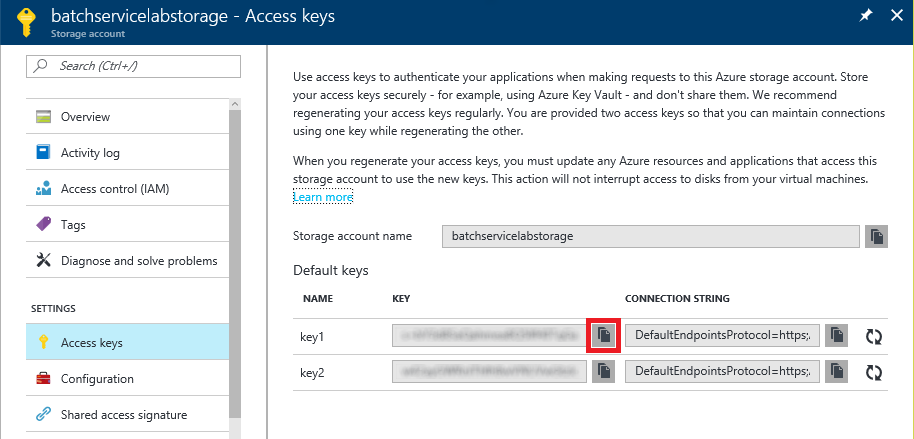 batchservicelabstorage - Access keys
Storage account
Search (Ctrl+/)
Overview
Activity log
Access control (IAM)
Tags
Diagnose and solve problems
SETTINGS
Access keys
Configuration
Shared access signature
Use access keys to authenticate your applications when making requests to this Azure storage account. Store
your access keys securely - for example, using Azure Key Vault - and don't share them. We recommend
regenerating your access keys regularly. You are provided two access keys so that you can maintain connections
using one key while regenerating the other.
When you regenerate your access keys, you must update any Azure resources and applications that access this
storage account to use the new keys. This action will not interrupt access to disks from your virtual machines.
Learn more
Storage account name batchservicelabstorage
Default keys
NAME KEY CONNECTION STRING
key1 DefaultEndpointsProtocol=https;
key2 DefaultEndpointsProtocol=https;